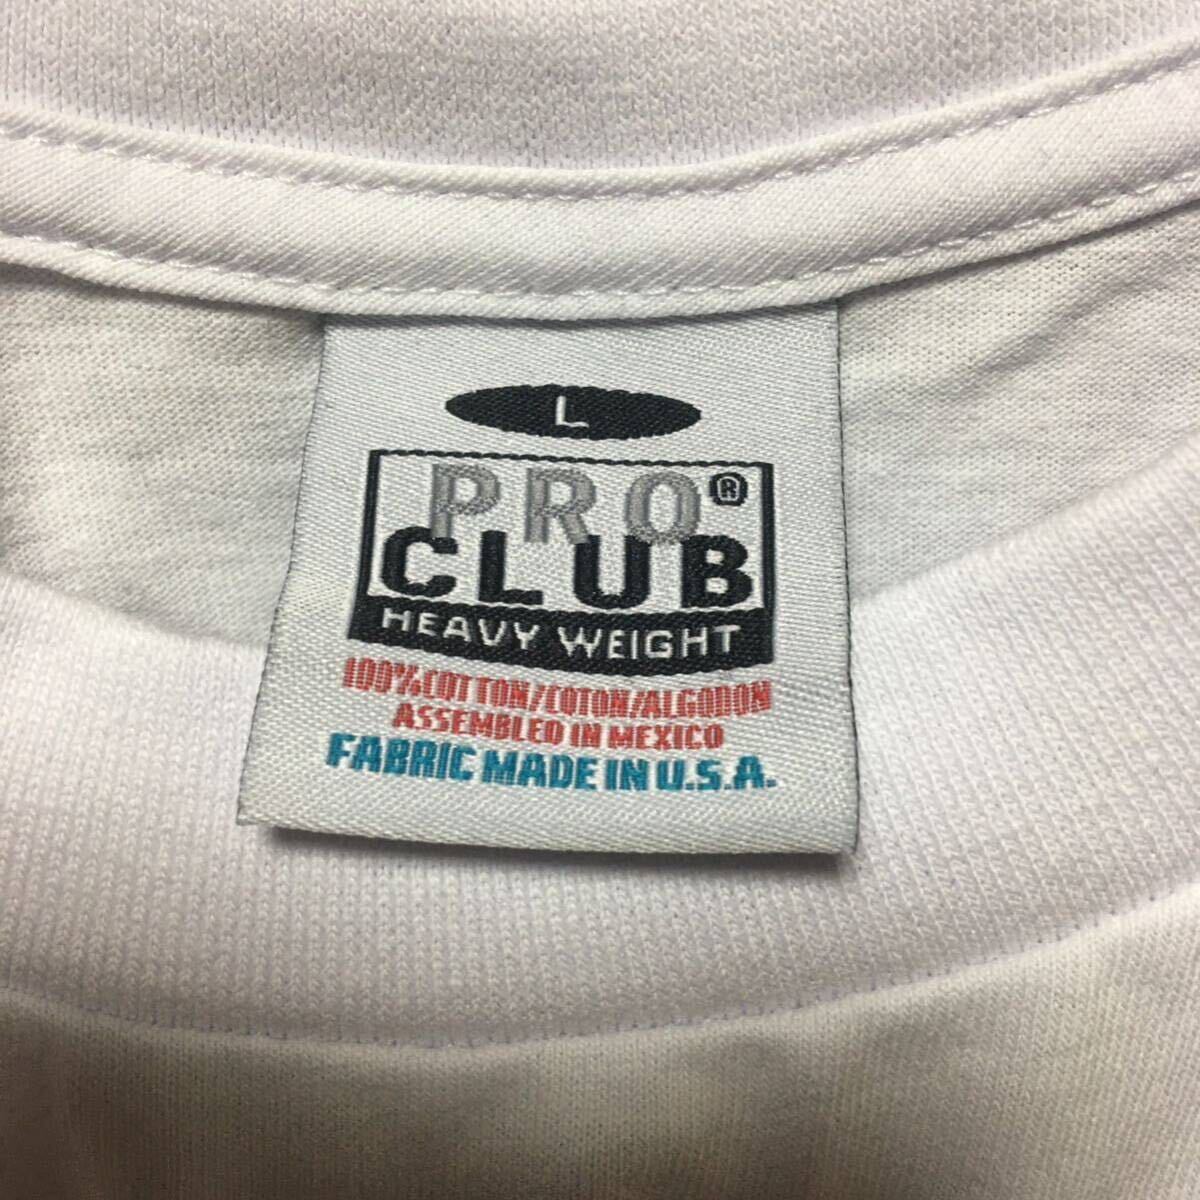 L
PRO®
CLUB
HEAVY WEIGHT
100%COTTON/COTON/ALGODON
ASSEMBLED IN MEXICO
FABRIC MADE IN U.S.A.